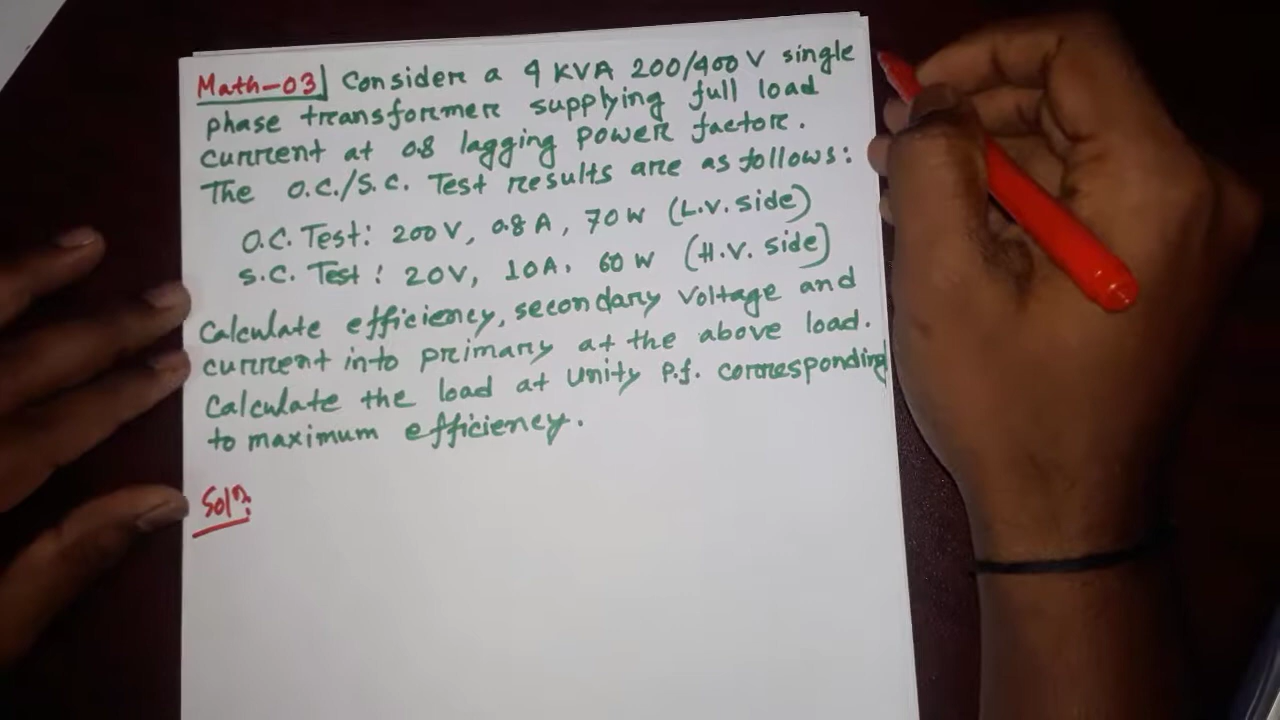 Math-03 Consider a 4 KVA 200/400 V single
phase transformer supplying full load
current at 0.8 lagging power factor.
The O.C./S.C. Test results are as follows:
O.C. Test: 200 V, 0.8 A, 70 W (L.V. side)
S.C. Test: 20V, 10A, 60 W (H.V. side)
Calculate efficiency, secondary voltage and
current into primary at the above load.
Calculate the load at unity P.f. corresponding
to maximum efficiency.
Solⁿ: